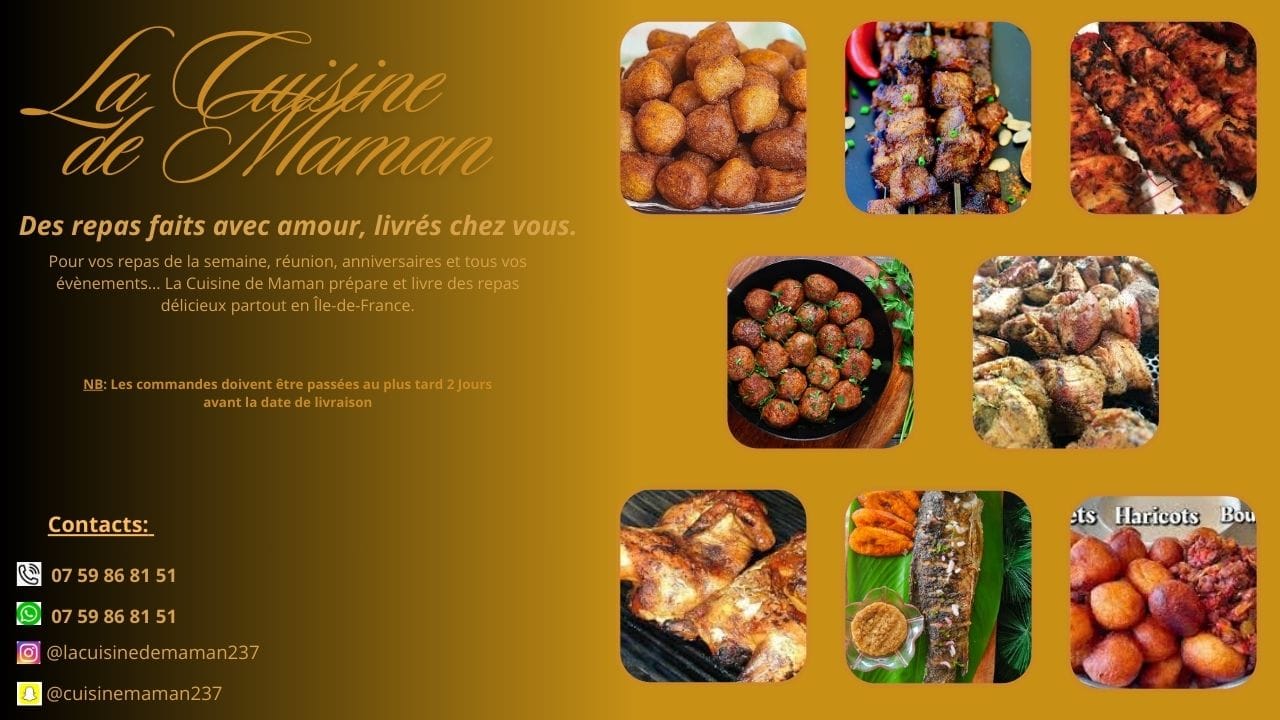 La Cuisine
de Maman
Des repas faits avec amour, livrés chez vous.
Pour vos repas de la semaine, réunion, anniversaires et tous vos
évènements... La Cuisine de Maman prépare et livre des repas
délicieux partout en Île-de-France.
NB: Les commandes doivent être passées au plus tard 2 Jours
avant la date de livraison
Contacts:
07 59 86 81 51
07 59 86 81 51
@lacuisinedemaman237
@cuisinemaman237
ets Haricots Bou